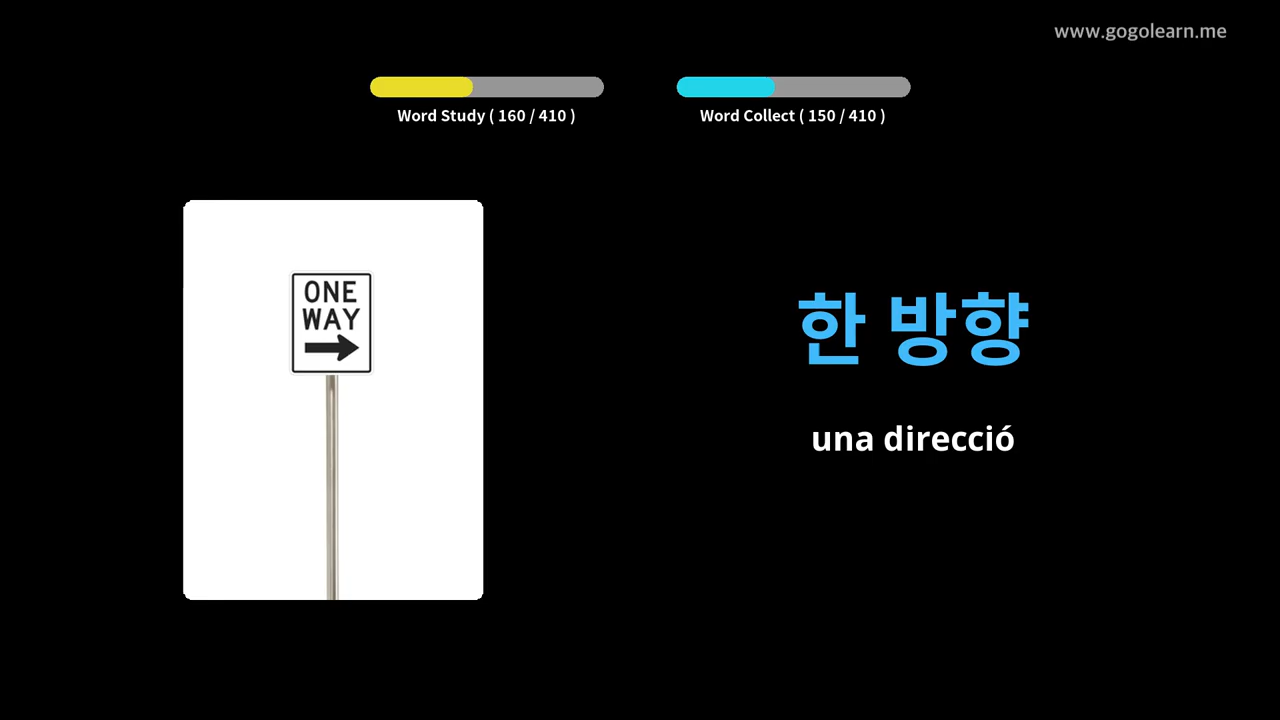 www.gogolearn.me
Word Study ( 160 / 410 )
Word Collect ( 150 / 410 )
ONE
WAY
한 방향
una direcció